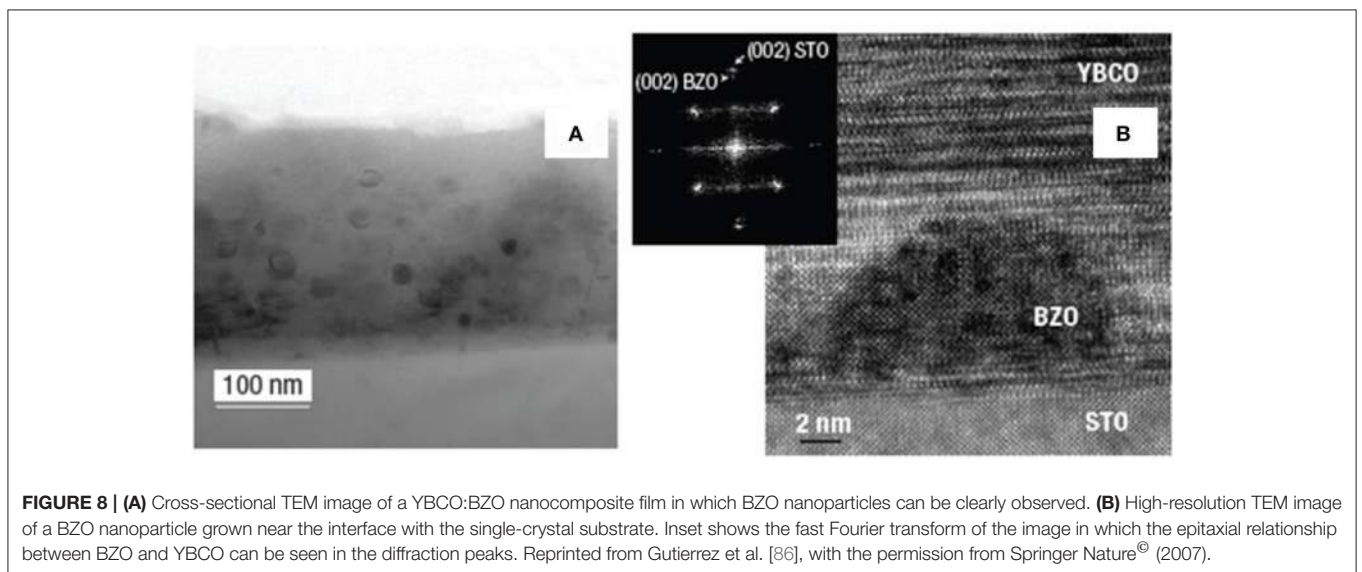 A
100 nm
(002) STO
(002) BZO
YBCO
B
BZO
2 nm
STO
FIGURE 8 | (A) Cross-sectional TEM image of a YBCO:BZO nanocomposite film in which BZO nanoparticles can be clearly observed. (B) High-resolution TEM image
of a BZO nanoparticle grown near the interface with the single-crystal substrate. Inset shows the fast Fourier transform of the image in which the epitaxial relationship
between BZO and YBCO can be seen in the diffraction peaks. Reprinted from Gutierrez et al. [86], with the permission from Springer Nature© (2007).